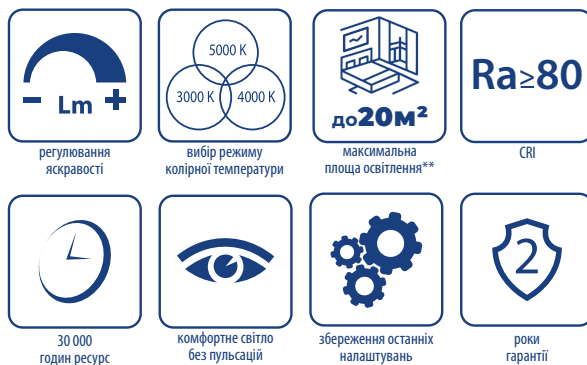 − Lm +
регулювання
яскравості
5000 K
3000 K
4000 K
вибір режиму
колірної температури
до20м²
максимальна
площа освітлення**
Ra≥80
CRI
30 000
годин ресурс
комфортне світло
без пульсацій
збереження останніх
налаштувань
2
роки
гарантії